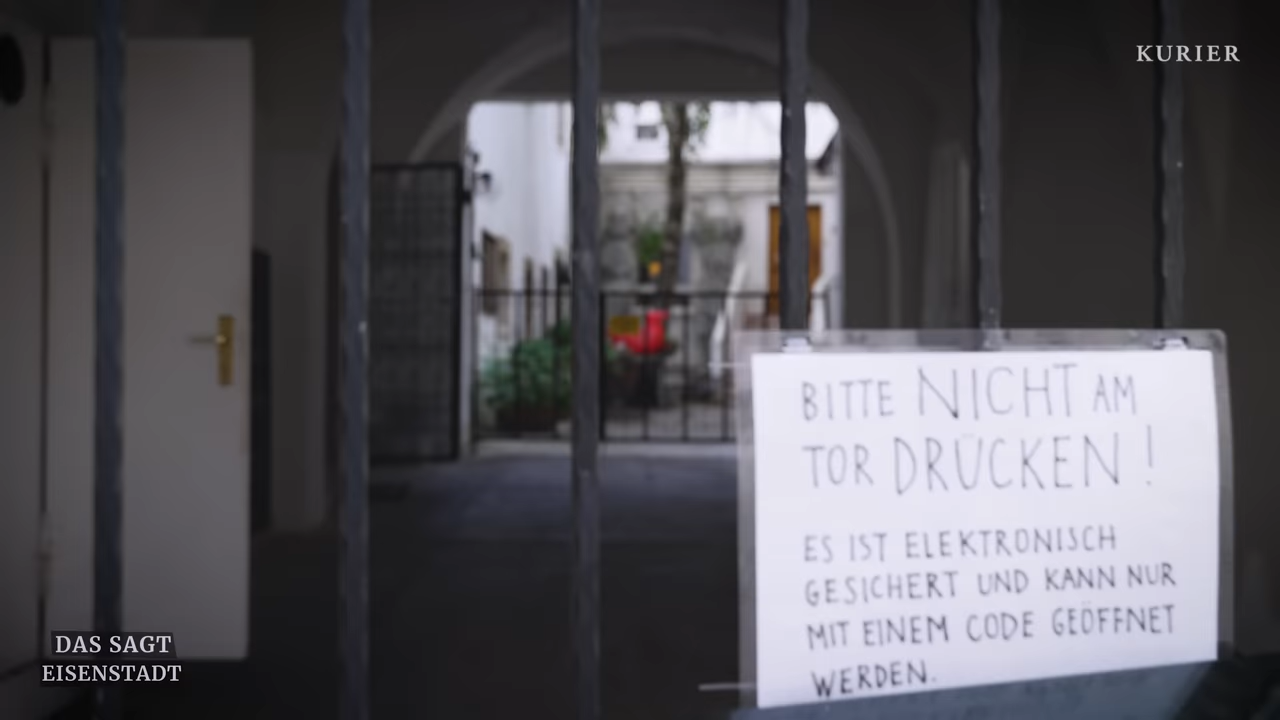 KURIER
BITTE NICHT AM
TOR DRÜCKEN !
ES IST ELEKTRONISCH
GESICHERT UND KANN NUR
MIT EINEM CODE GEÖFFNET
WERDEN.
DAS SAGT
EISENSTADT